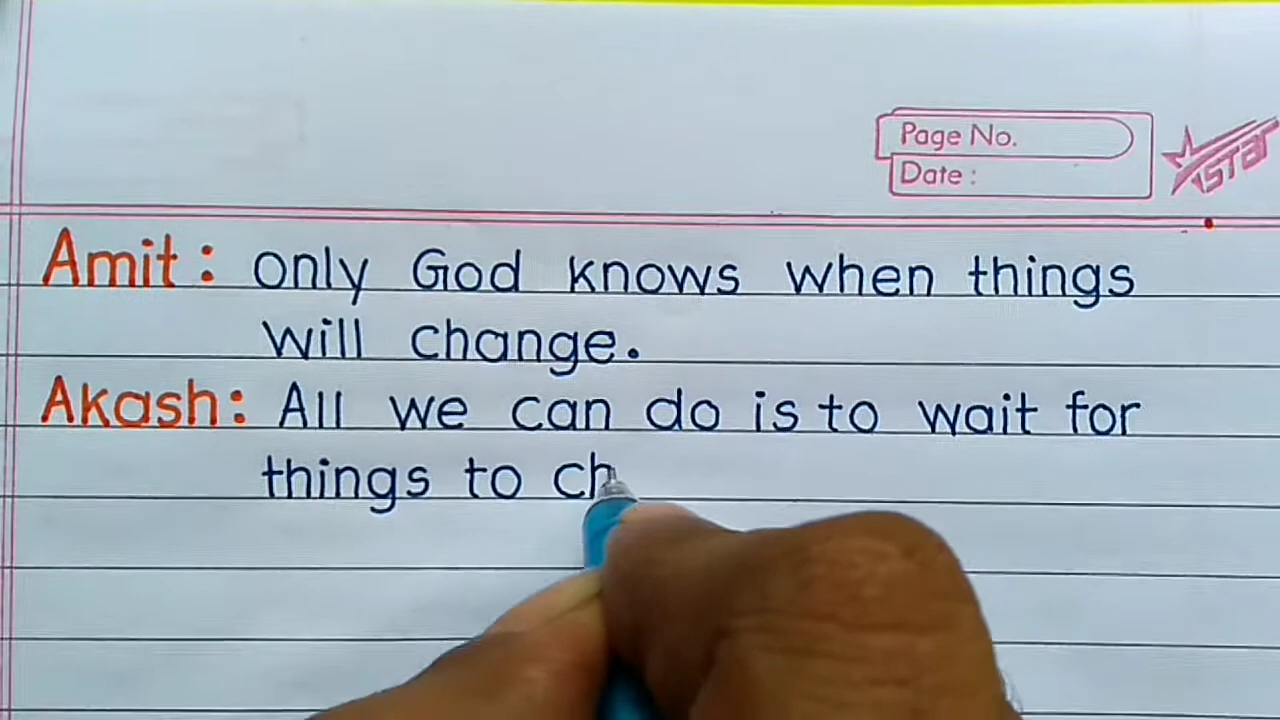 Page No.
Date :
STAR
Amit: only God knows when things
will change.
Akash: All we can do is to wait for
things to ch